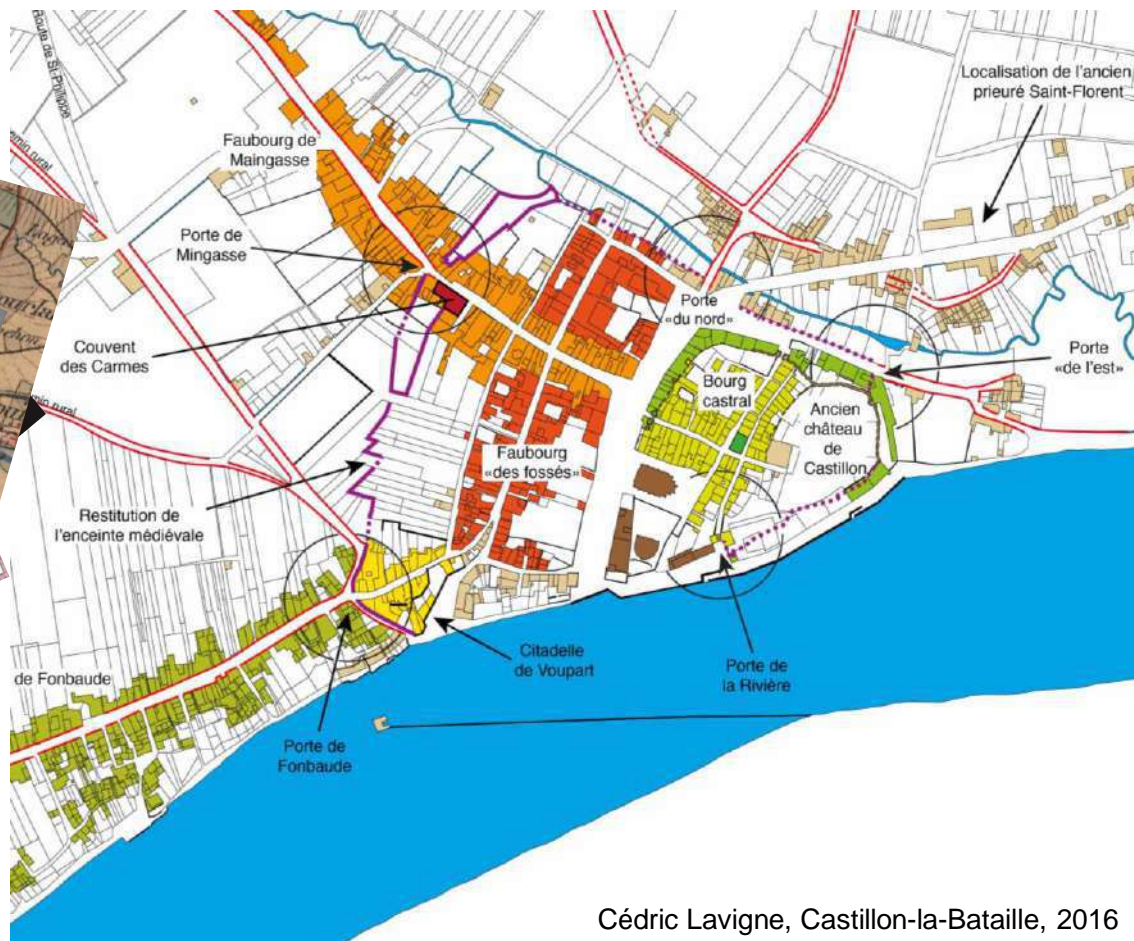 Route de St-Philippe
Localisation de l'ancien
prieuré Saint-Florent
Faubourg de
Maingasse
Porte de
Mingasse
Couvent
des Carmes
Porte
«du nord»
Porte
«de l'est»
Bourg
castral
Ancien
château
de
Castillon
Faubourg
«des fossés»
Restitution de
l'enceinte médiévale
de Fonbaude
Citadelle
de Voupart
Porte de
la Rivière
Porte de
Fonbaude
Cédric Lavigne, Castillon-la-Bataille, 2016